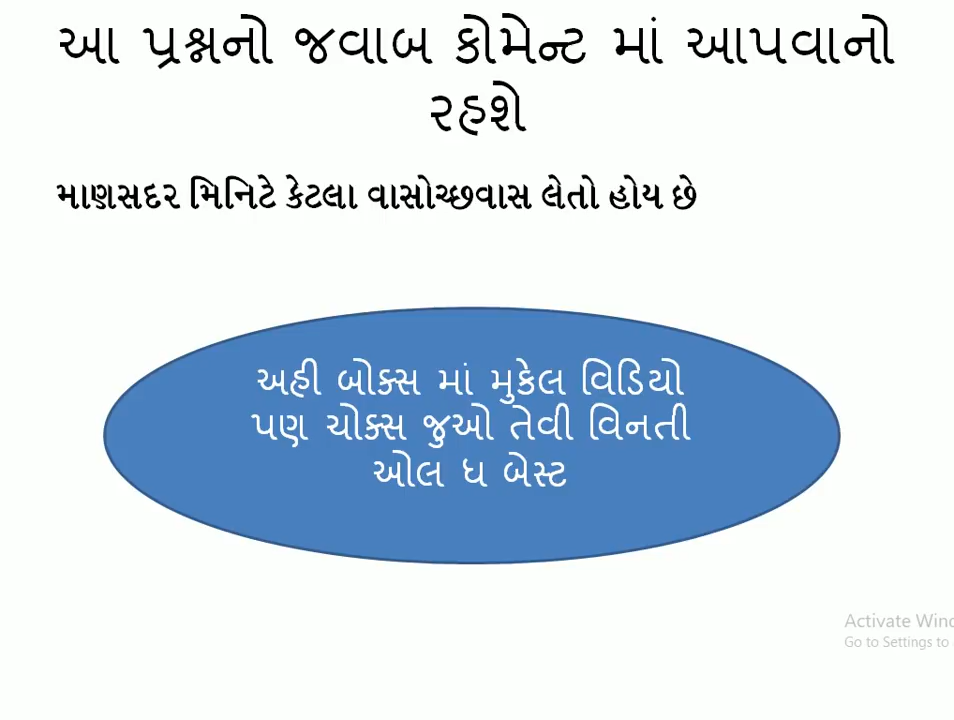 આ પ્રશ્નનો જવાબ કોમેન્ટ માં આપવાનો
રહશે
માણસદર મિનિટે કેટલા વાસોચ્છવાસ લેતો હોય છે
અહી બોક્સ માં મુકેલ વિડિયો
પણ ચોક્સ જુઓ તેવી વિનતી
ઓલ ધ બેસ્ટ
Activate Wind
Go to Settings to